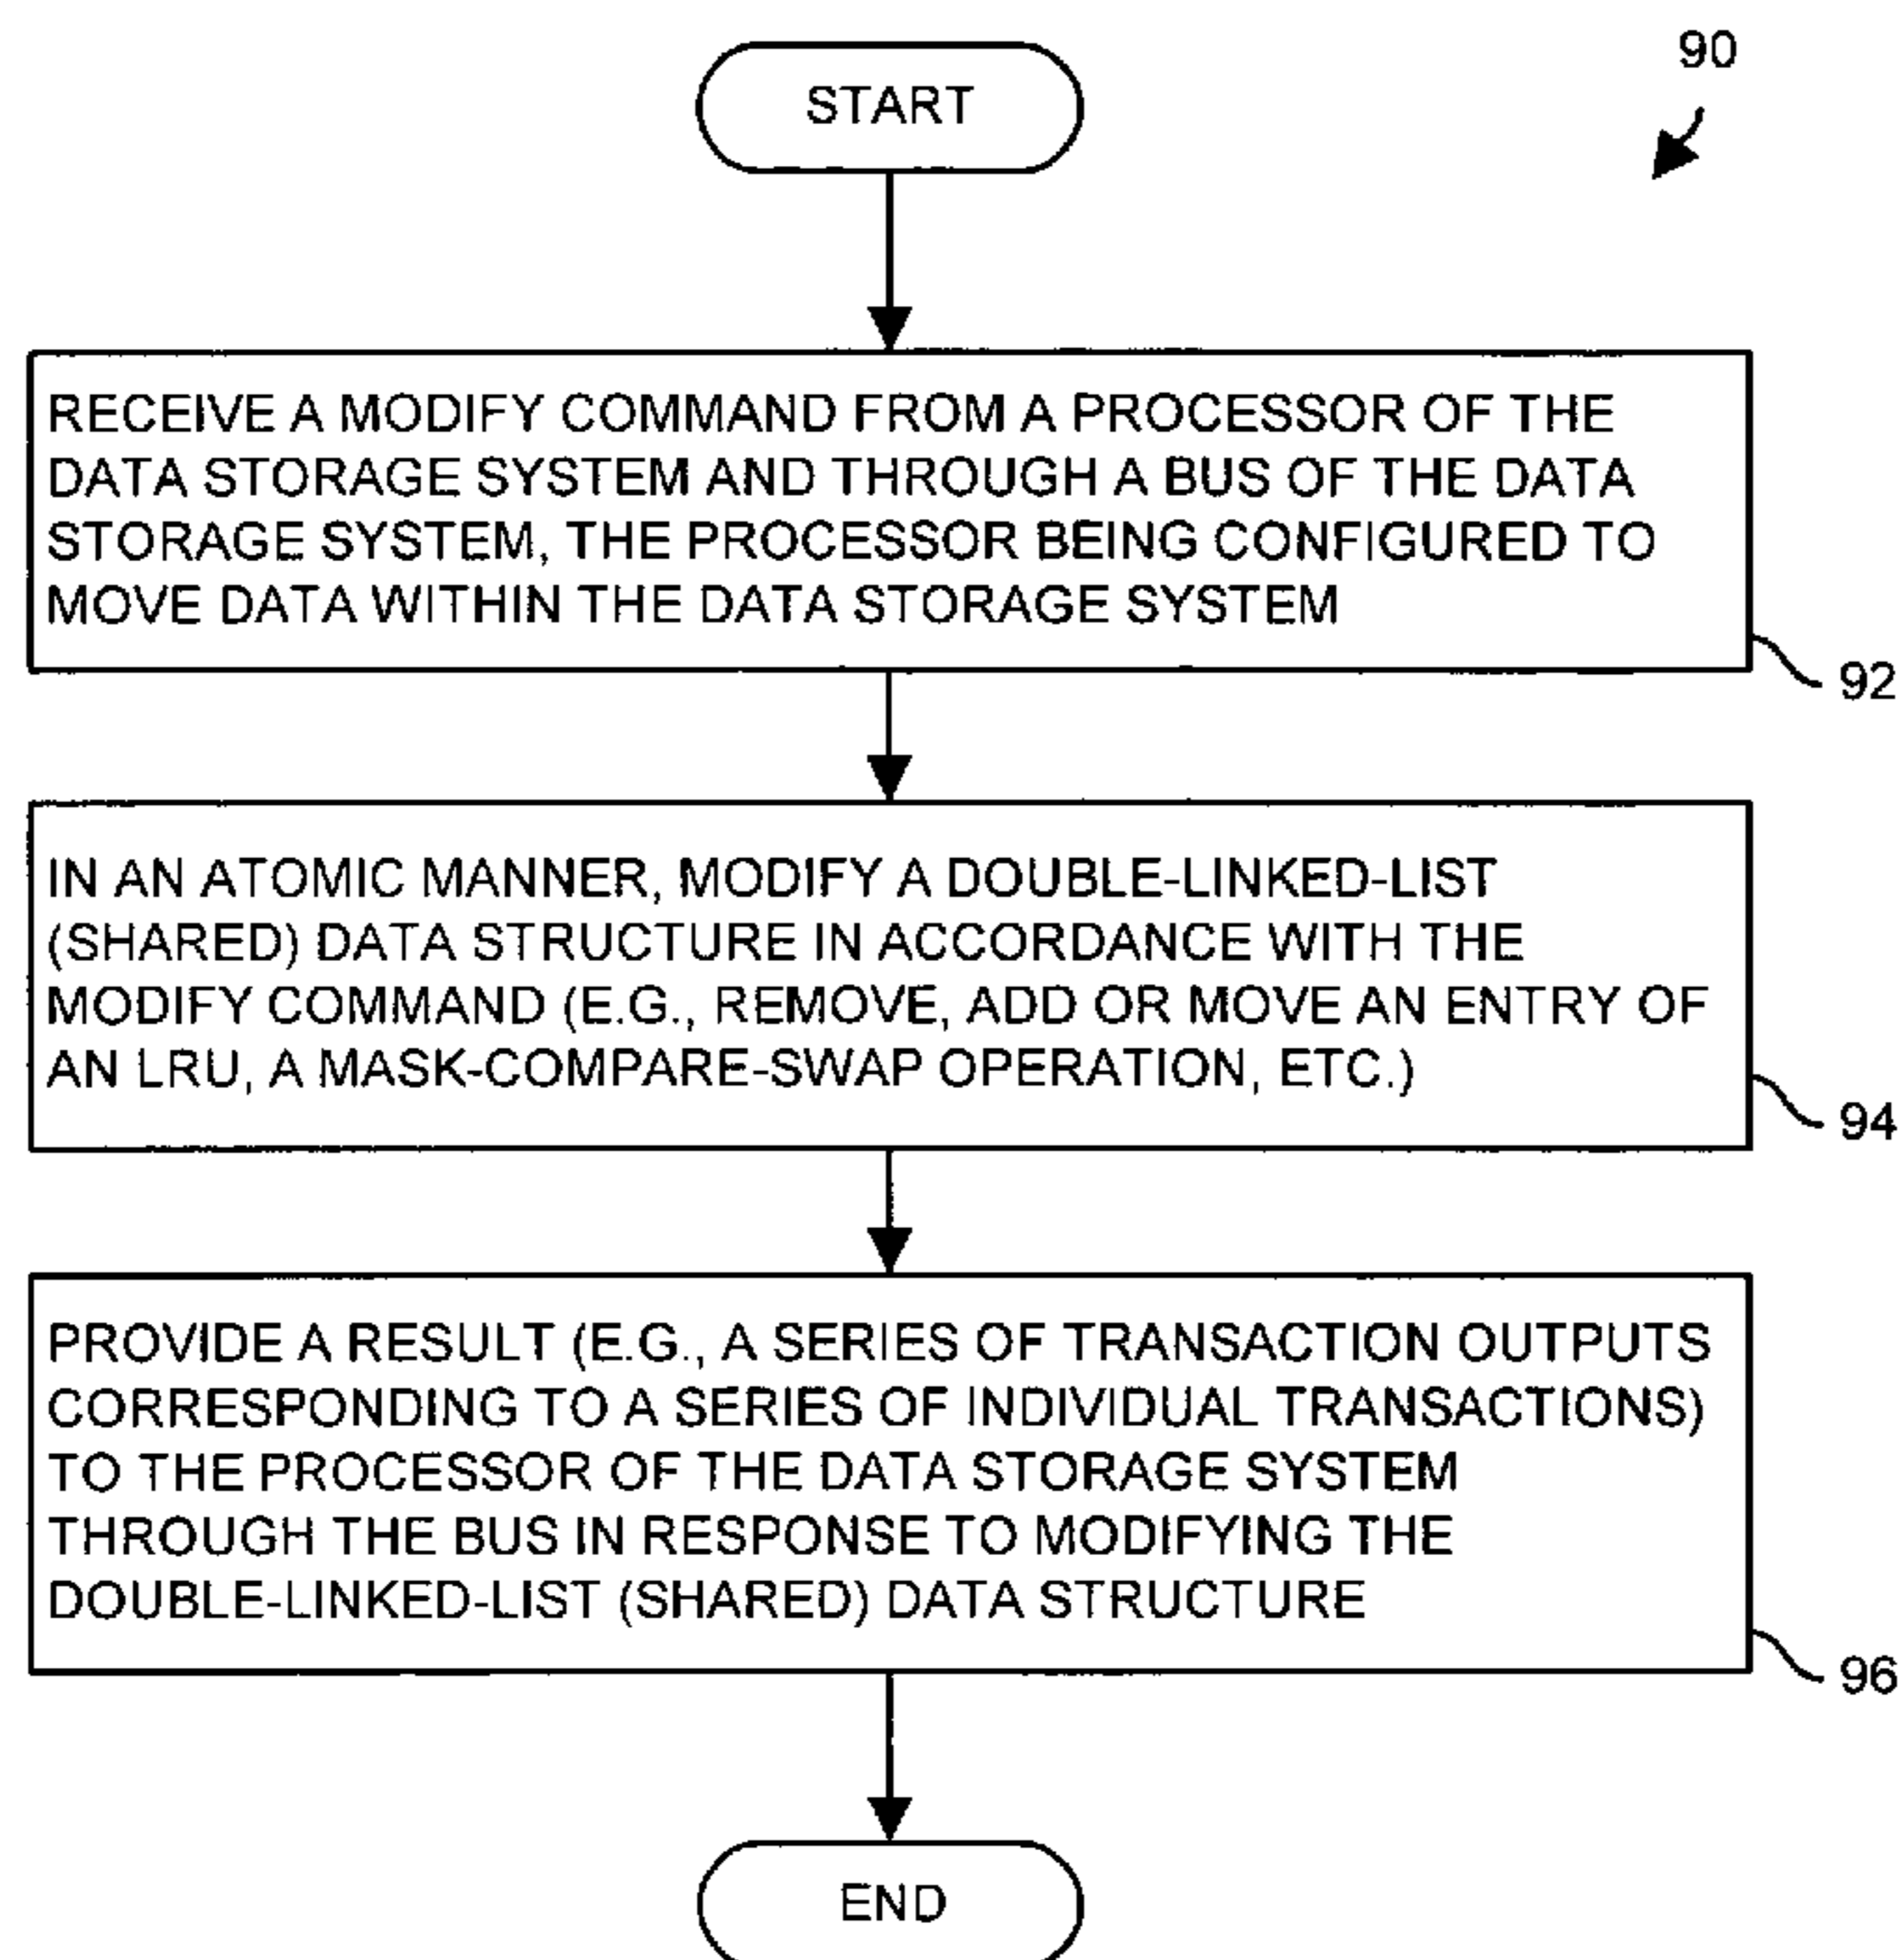 90
START
RECEIVE A MODIFY COMMAND FROM A PROCESSOR OF THE
DATA STORAGE SYSTEM AND THROUGH A BUS OF THE DATA
STORAGE SYSTEM, THE PROCESSOR BEING CONFIGURED TO
MOVE DATA WITHIN THE DATA STORAGE SYSTEM
92
IN AN ATOMIC MANNER, MODIFY A DOUBLE-LINKED-LIST
(SHARED) DATA STRUCTURE IN ACCORDANCE WITH THE
MODIFY COMMAND (E.G., REMOVE, ADD OR MOVE AN ENTRY OF
AN LRU, A MASK-COMPARE-SWAP OPERATION, ETC.)
94
PROVIDE A RESULT (E.G., A SERIES OF TRANSACTION OUTPUTS
CORRESPONDING TO A SERIES OF INDIVIDUAL TRANSACTIONS)
TO THE PROCESSOR OF THE DATA STORAGE SYSTEM
THROUGH THE BUS IN RESPONSE TO MODIFYING THE
DOUBLE-LINKED-LIST (SHARED) DATA STRUCTURE
96
END